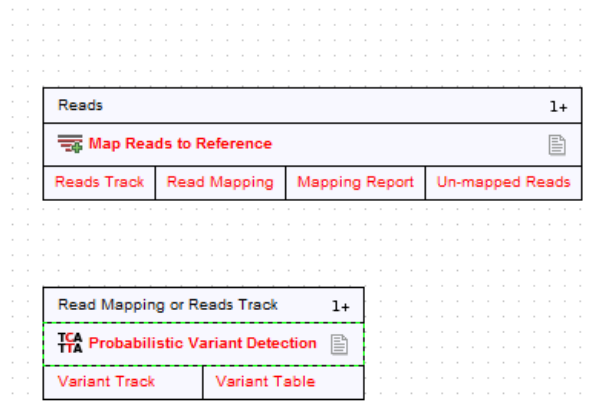 Reads 1+
Map Reads to Reference
Reads Track Read Mapping Mapping Report Un-mapped Reads
Read Mapping or Reads Track 1+
TCA
TTA
Probabilistic Variant Detection
Variant Track Variant Table